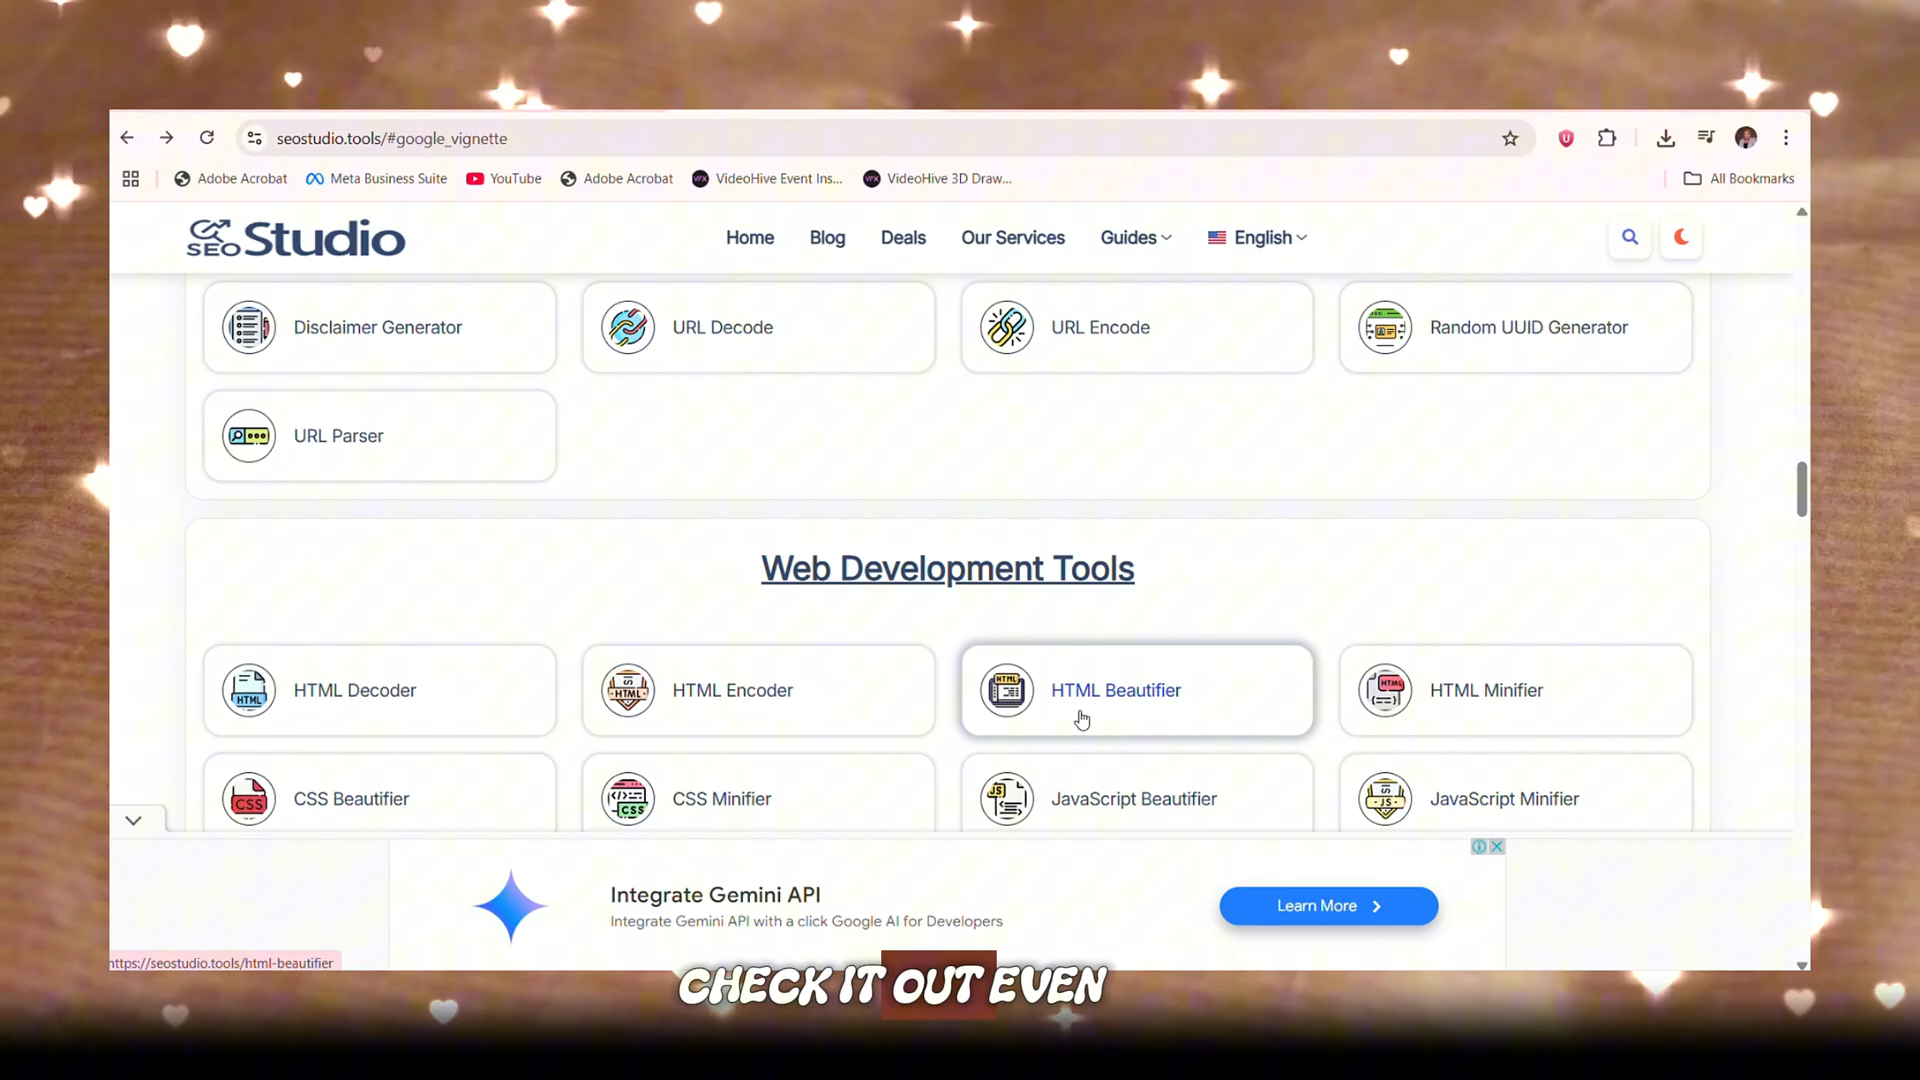 seostudio.tools/#google_vignette
Adobe Acrobat Meta Business Suite YouTube Adobe Acrobat VideoHive Event Ins... VideoHive 3D Draw... All Bookmarks
SEO Studio Home Blog Deals Our Services Guides English
Disclaimer Generator URL Decode URL Encode Random UUID Generator
URL Parser
Web Development Tools
HTML Decoder HTML Encoder HTML Beautifier HTML Minifier
CSS Beautifier CSS Minifier JavaScript Beautifier JavaScript Minifier
Integrate Gemini API
Integrate Gemini API with a click Google AI for Developers
Learn More
https://seostudio.tools/html-beautifier
CHECK IT OUT EVEN